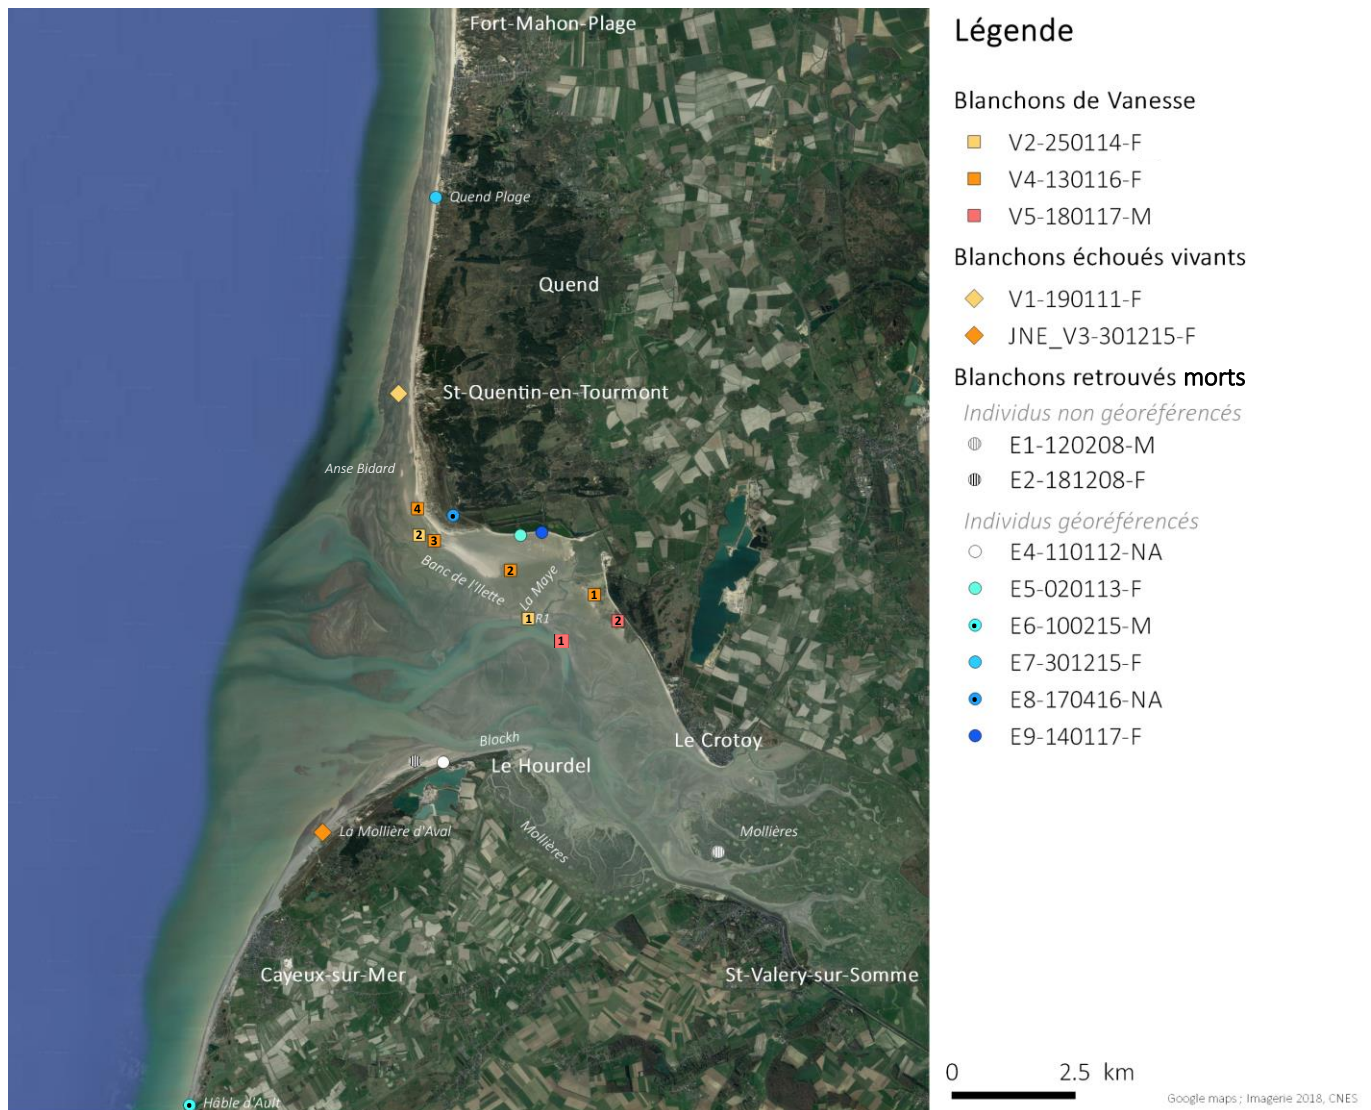 Fort-Mahon-Plage
Quend Plage
Quend
St-Quentin-en-Tourmont
Anse Bidard
4
2
3
Banc de l'Ilette
2
La Maye
1
1
R1
2
1
Blockh
Le Crotoy
Le Hourdel
La Mollière d'Aval
Mollières
Mollières
Cayeux-sur-Mer
St-Valery-sur-Somme
Hâble d'Ault
Légende
Blanchons de Vanesse
V2-250114-F
V4-130116-F
V5-180117-M
Blanchons échoués vivants
V1-190111-F
JNE_V3-301215-F
Blanchons retrouvés morts
Individus non géoréférencés
E1-120208-M
E2-181208-F
Individus géoréférencés
E4-110112-NA
E5-020113-F
E6-100215-M
E7-301215-F
E8-170416-NA
E9-140117-F
0 2.5 km
Google maps ; Imagerie 2018, CNES